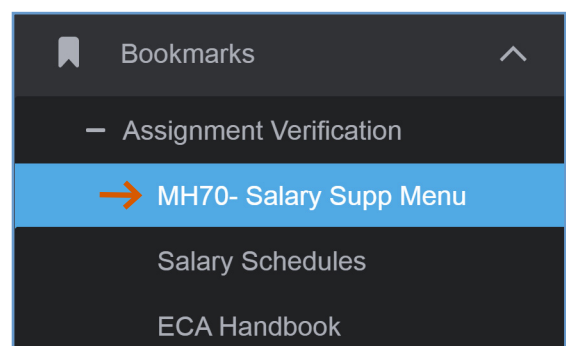 Bookmarks
Assignment Verification
MH70- Salary Supp Menu
Salary Schedules
ECA Handbook